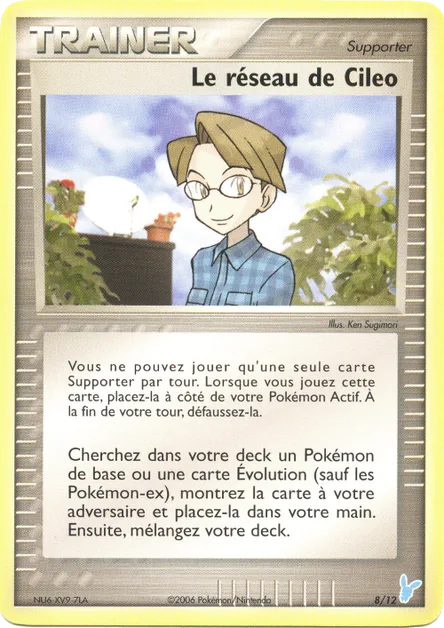 TRAINER
Supporter
Le réseau de Cileo
Illus. Ken Sugimori
Vous ne pouvez jouer qu'une seule carte
Supporter par tour. Lorsque vous jouez cette
carte, placez-la à côté de votre Pokémon Actif. À
la fin de votre tour, défaussez-la.
Cherchez dans votre deck un Pokémon
de base ou une carte Évolution (sauf les
Pokémon-ex), montrez la carte à votre
adversaire et placez-la dans votre main.
Ensuite, mélangez votre deck.
NU6-XV9-7LA
©2006 Pokémon/Nintendo
8/12